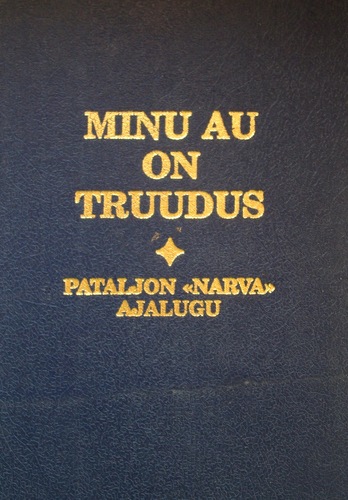 MINU AU
ON
TRUUDUS
PATALJON «NARVA»
AJALUGU